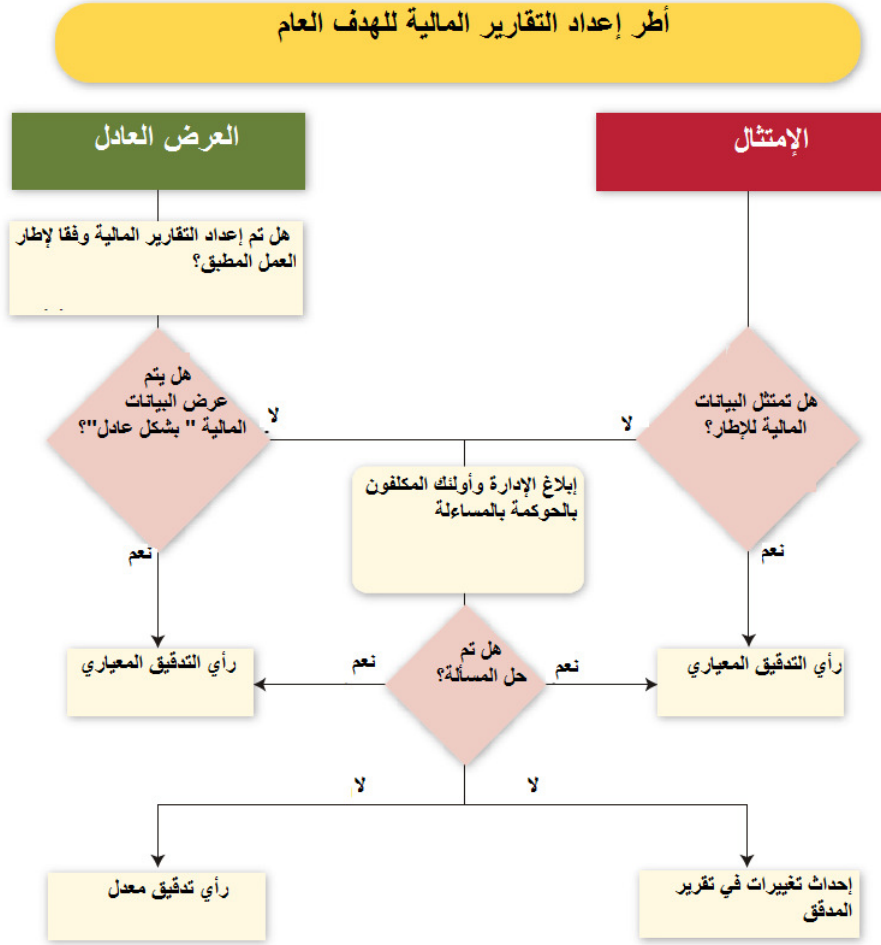 أطر إعداد التقارير المالية للهدف العام
الإمتثال
العرض العادل
هل تم إعداد التقارير المالية وفقا لإطار
العمل المطبق؟
هل تمتثل البيانات
المالية للإطار؟
هل يتم
عرض البيانات
المالية " بشكل عادل"؟
لا
لا
إبلاغ الإدارة وأولئك المكلفون
بالحوكمة بالمساءلة
نعم
نعم
رأي التدقيق المعياري
هل تم
حل المسألة؟
رأي التدقيق المعياري
نعم
نعم
لا
لا
إحداث تغييرات في تقرير
المدقق
رأي تدقيق معدل